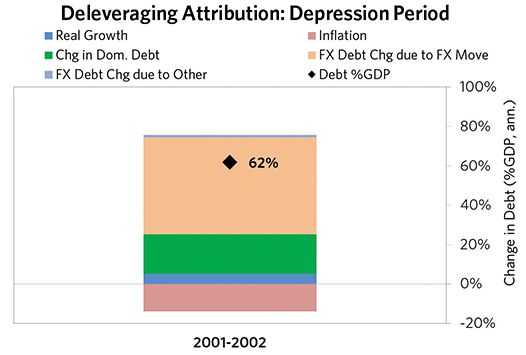 Deleveraging Attribution: Depression Period
Real Growth
Inflation
Chg in Dom. Debt
FX Debt Chg due to FX Move
FX Debt Chg due to Other
Debt %GDP
100%
80%
60%
40%
20%
0%
-20%
Change in Debt (%GDP, ann.)
62%
2001-2002